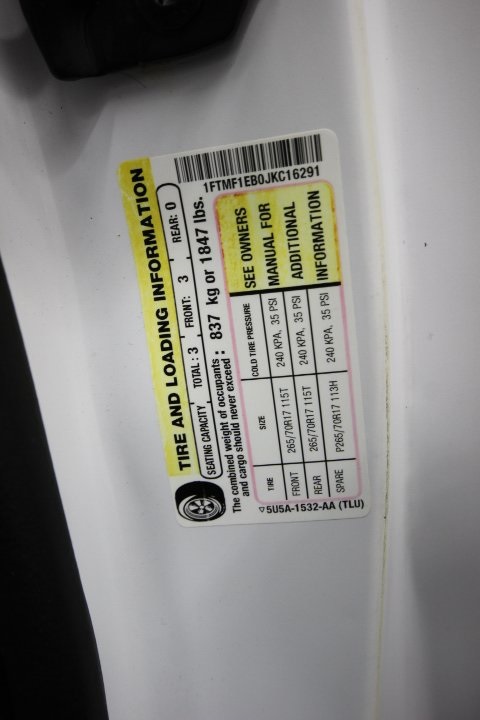 TIRE AND LOADING INFORMATION
SEATING CAPACITY TOTAL: 3 FRONT: 3 REAR: 0
The combined weight of occupants
and cargo should never exceed : 837 kg or 1847 lbs.
TIRE SIZE COLD TIRE PRESSURE SEE OWNERS
FRONT 265/70R17 115T 240 KPA, 35 PSI MANUAL FOR
REAR 265/70R17 115T 240 KPA, 35 PSI ADDITIONAL
SPARE P265/70R17 113H 240 KPA, 35 PSI INFORMATION
5U5A-1532-AA (TLU)
1FTMF1EB0JKC16291